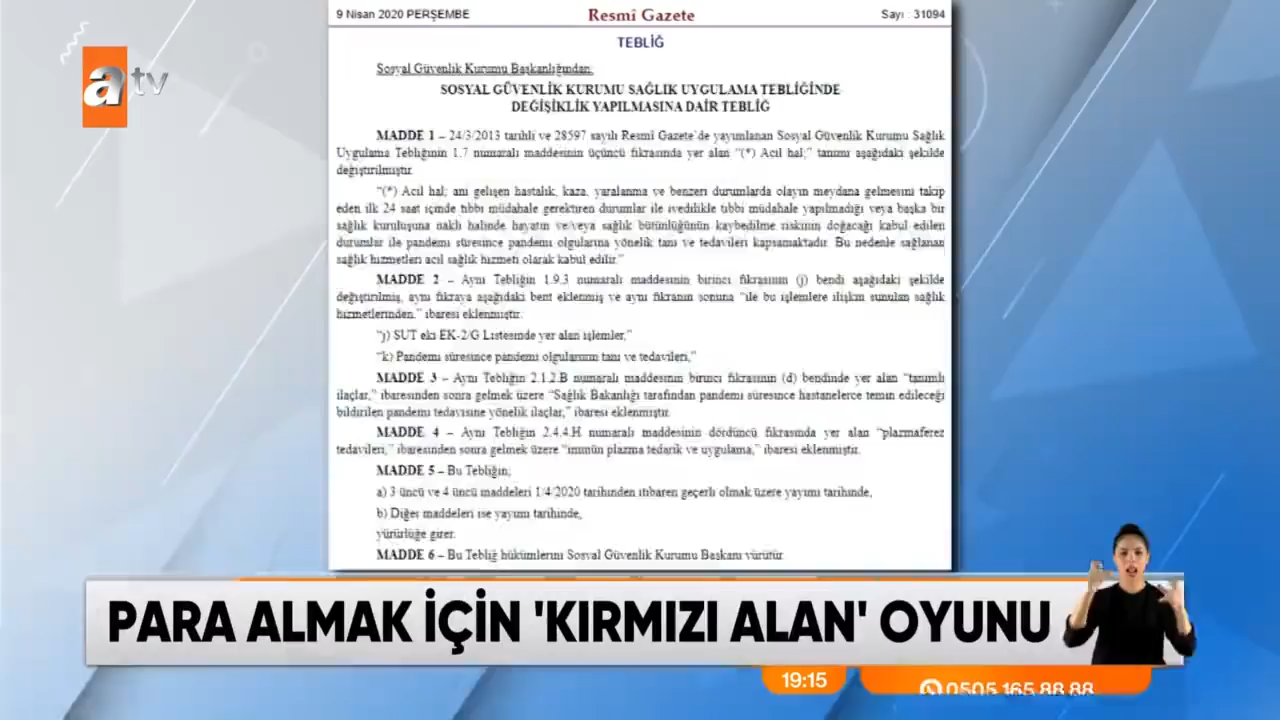 9 Nisan 2020 PERŞEMBE
Resmî Gazete
Sayı : 31094
TEBLİĞ
Sosyal Güvenlik Kurumu Başkanlığından:
SOSYAL GÜVENLİK KURUMU SAĞLIK UYGULAMA TEBLİĞİNDE
DEĞİŞİKLİK YAPILMASINA DAİR TEBLİĞ
MADDE 1 – 24/3/2013 tarihli ve 28597 sayılı Resmî Gazete'de yayımlanan Sosyal Güvenlik Kurumu Sağlık
Uygulama Tebliğinin 1.7 numaralı maddesinin üçüncü fıkrasında yer alan “(*) Acil hal;” tanımı aşağıdaki şekilde
değiştirilmiştir.
“(*) Acil hal; ani gelişen hastalık, kaza, yaralanma ve benzeri durumlarda olayın meydana gelmesini takip
eden ilk 24 saat içinde tıbbi müdahale gerektiren durumlar ile ivedilikle tıbbi müdahale yapılmadığı veya başka bir
sağlık kuruluşuna nakli halinde hayatın ve/veya sağlık bütünlüğünün kaybedilme riskinin doğacağı kabul edilen
durumlar ile pandemi süresince pandemi olgularına yönelik tanı ve tedavileri kapsamaktadır. Bu nedenle sağlanan
sağlık hizmetleri acil sağlık hizmeti olarak kabul edilir.”
MADDE 2 – Aynı Tebliğin 1.9.3 numaralı maddesinin birinci fıkrasının (j) bendi aşağıdaki şekilde
değiştirilmiş, aynı fıkraya aşağıdaki bent eklenmiş ve aynı fıkranın sonuna “ile bu işlemlere ilişkin sunulan sağlık
hizmetlerinden.” ibaresi eklenmiştir.
“j) SUT eki EK-2/G Listesinde yer alan işlemler,”
“k) Pandemi süresince pandemi olgularının tanı ve tedavileri,”
MADDE 3 – Aynı Tebliğin 2.1.2.B numaralı maddesinin birinci fıkrasının (d) bendinde yer alan “tanımlı
ilaçlar,” ibaresinden sonra gelmek üzere “Sağlık Bakanlığı tarafından pandemi süresince hastanelerce temin edileceği
bildirilen pandemi tedavisine yönelik ilaçlar,” ibaresi eklenmiştir.
MADDE 4 – Aynı Tebliğin 2.4.4.H numaralı maddesinin dördüncü fıkrasında yer alan “plazmaferez
tedavileri,” ibaresinden sonra gelmek üzere “immün plazma tedarik ve uygulama,” ibaresi eklenmiştir.
MADDE 5 – Bu Tebliğin;
a) 3 üncü ve 4 üncü maddeleri 1/4/2020 tarihinden itibaren geçerli olmak üzere yayımı tarihinde,
b) Diğer maddeleri ise yayımı tarihinde,
yürürlüğe girer.
MADDE 6 – Bu Tebliğ hükümlerini Sosyal Güvenlik Kurumu Başkanı yürütür.
atv
PARA ALMAK İÇİN 'KIRMIZI ALAN' OYUNU
19:15
0505 165 88 88